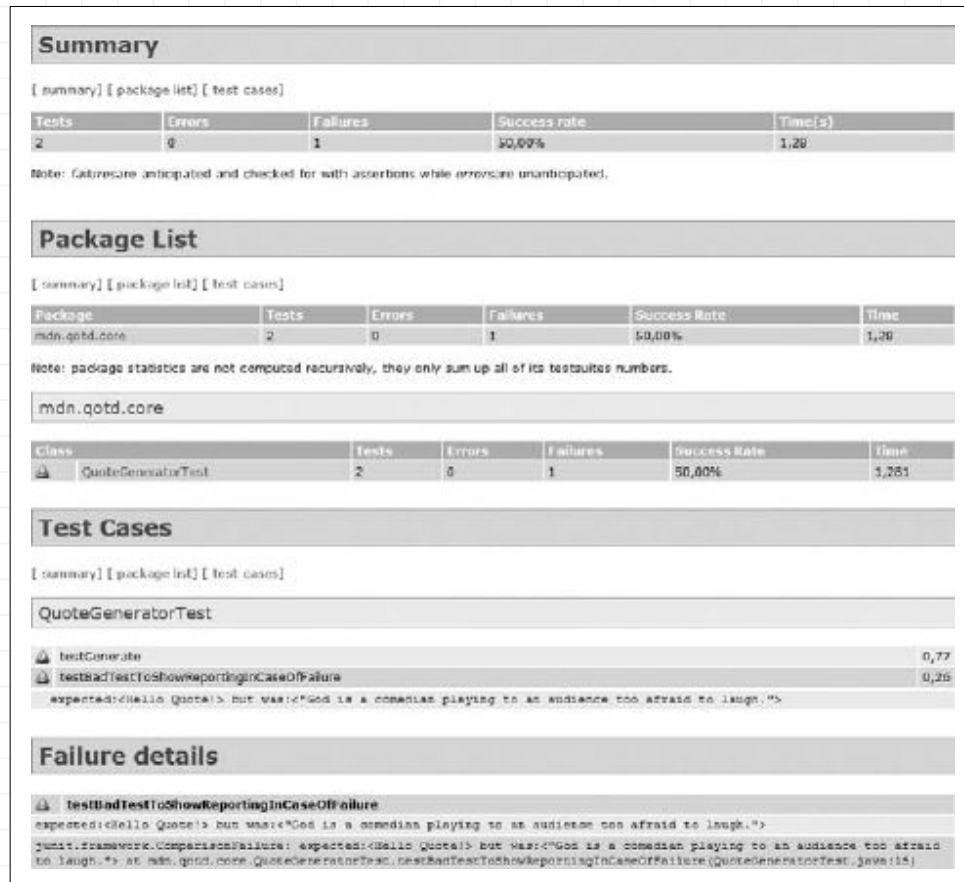 Summary
[ summary] [ package list] [ test cases]
Tests Errors Failures Success rate Time(s)
2 0 1 50,00% 1,28
Note: failuresare anticipated and checked for with assertions while errorsare unanticipated.
Package List
[ summary] [ package list] [ test cases]
Package Tests Errors Failures Success Rate Time
mdn.qotd.core 2 0 1 50,00% 1,28
Note: package statistics are not computed recursively, they only sum up all of its testsuites numbers.
mdn.qotd.core
Class Tests Errors Failures Success Rate Time
QuoteGeneratorTest 2 0 1 50,00% 1,281
Test Cases
[ summary] [ package list] [ test cases]
QuoteGeneratorTest
testGenerate 0,77
testBadTestToShowReportingInCaseOfFailure 0,26
expected:<Hello Quote!> but was:<"God is a comedian playing to an audience too afraid to laugh.">
Failure details
testBadTestToShowReportingInCaseOfFailure
expected:<Hello Quote!> but was:<"God is a comedian playing to an audience too afraid to laugh.">
junit.framework.ComparisonFailure: expected:<Hello Quote!> but was:<"God is a comedian playing to an audience too afraid
to laugh."> at mdn.qotd.core.QuoteGeneratorTest.testBadTestToShowReportingInCaseOfFailure(QuoteGeneratorTest.java:15)